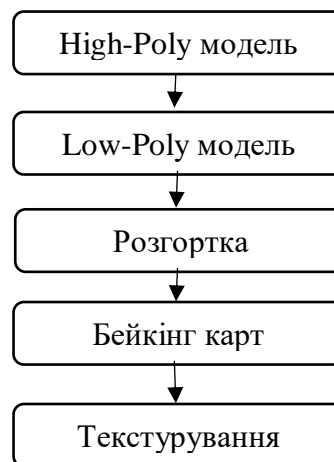 High-Poly модель
Low-Poly модель
Розгортка
Бейкінг карт
Текстурування